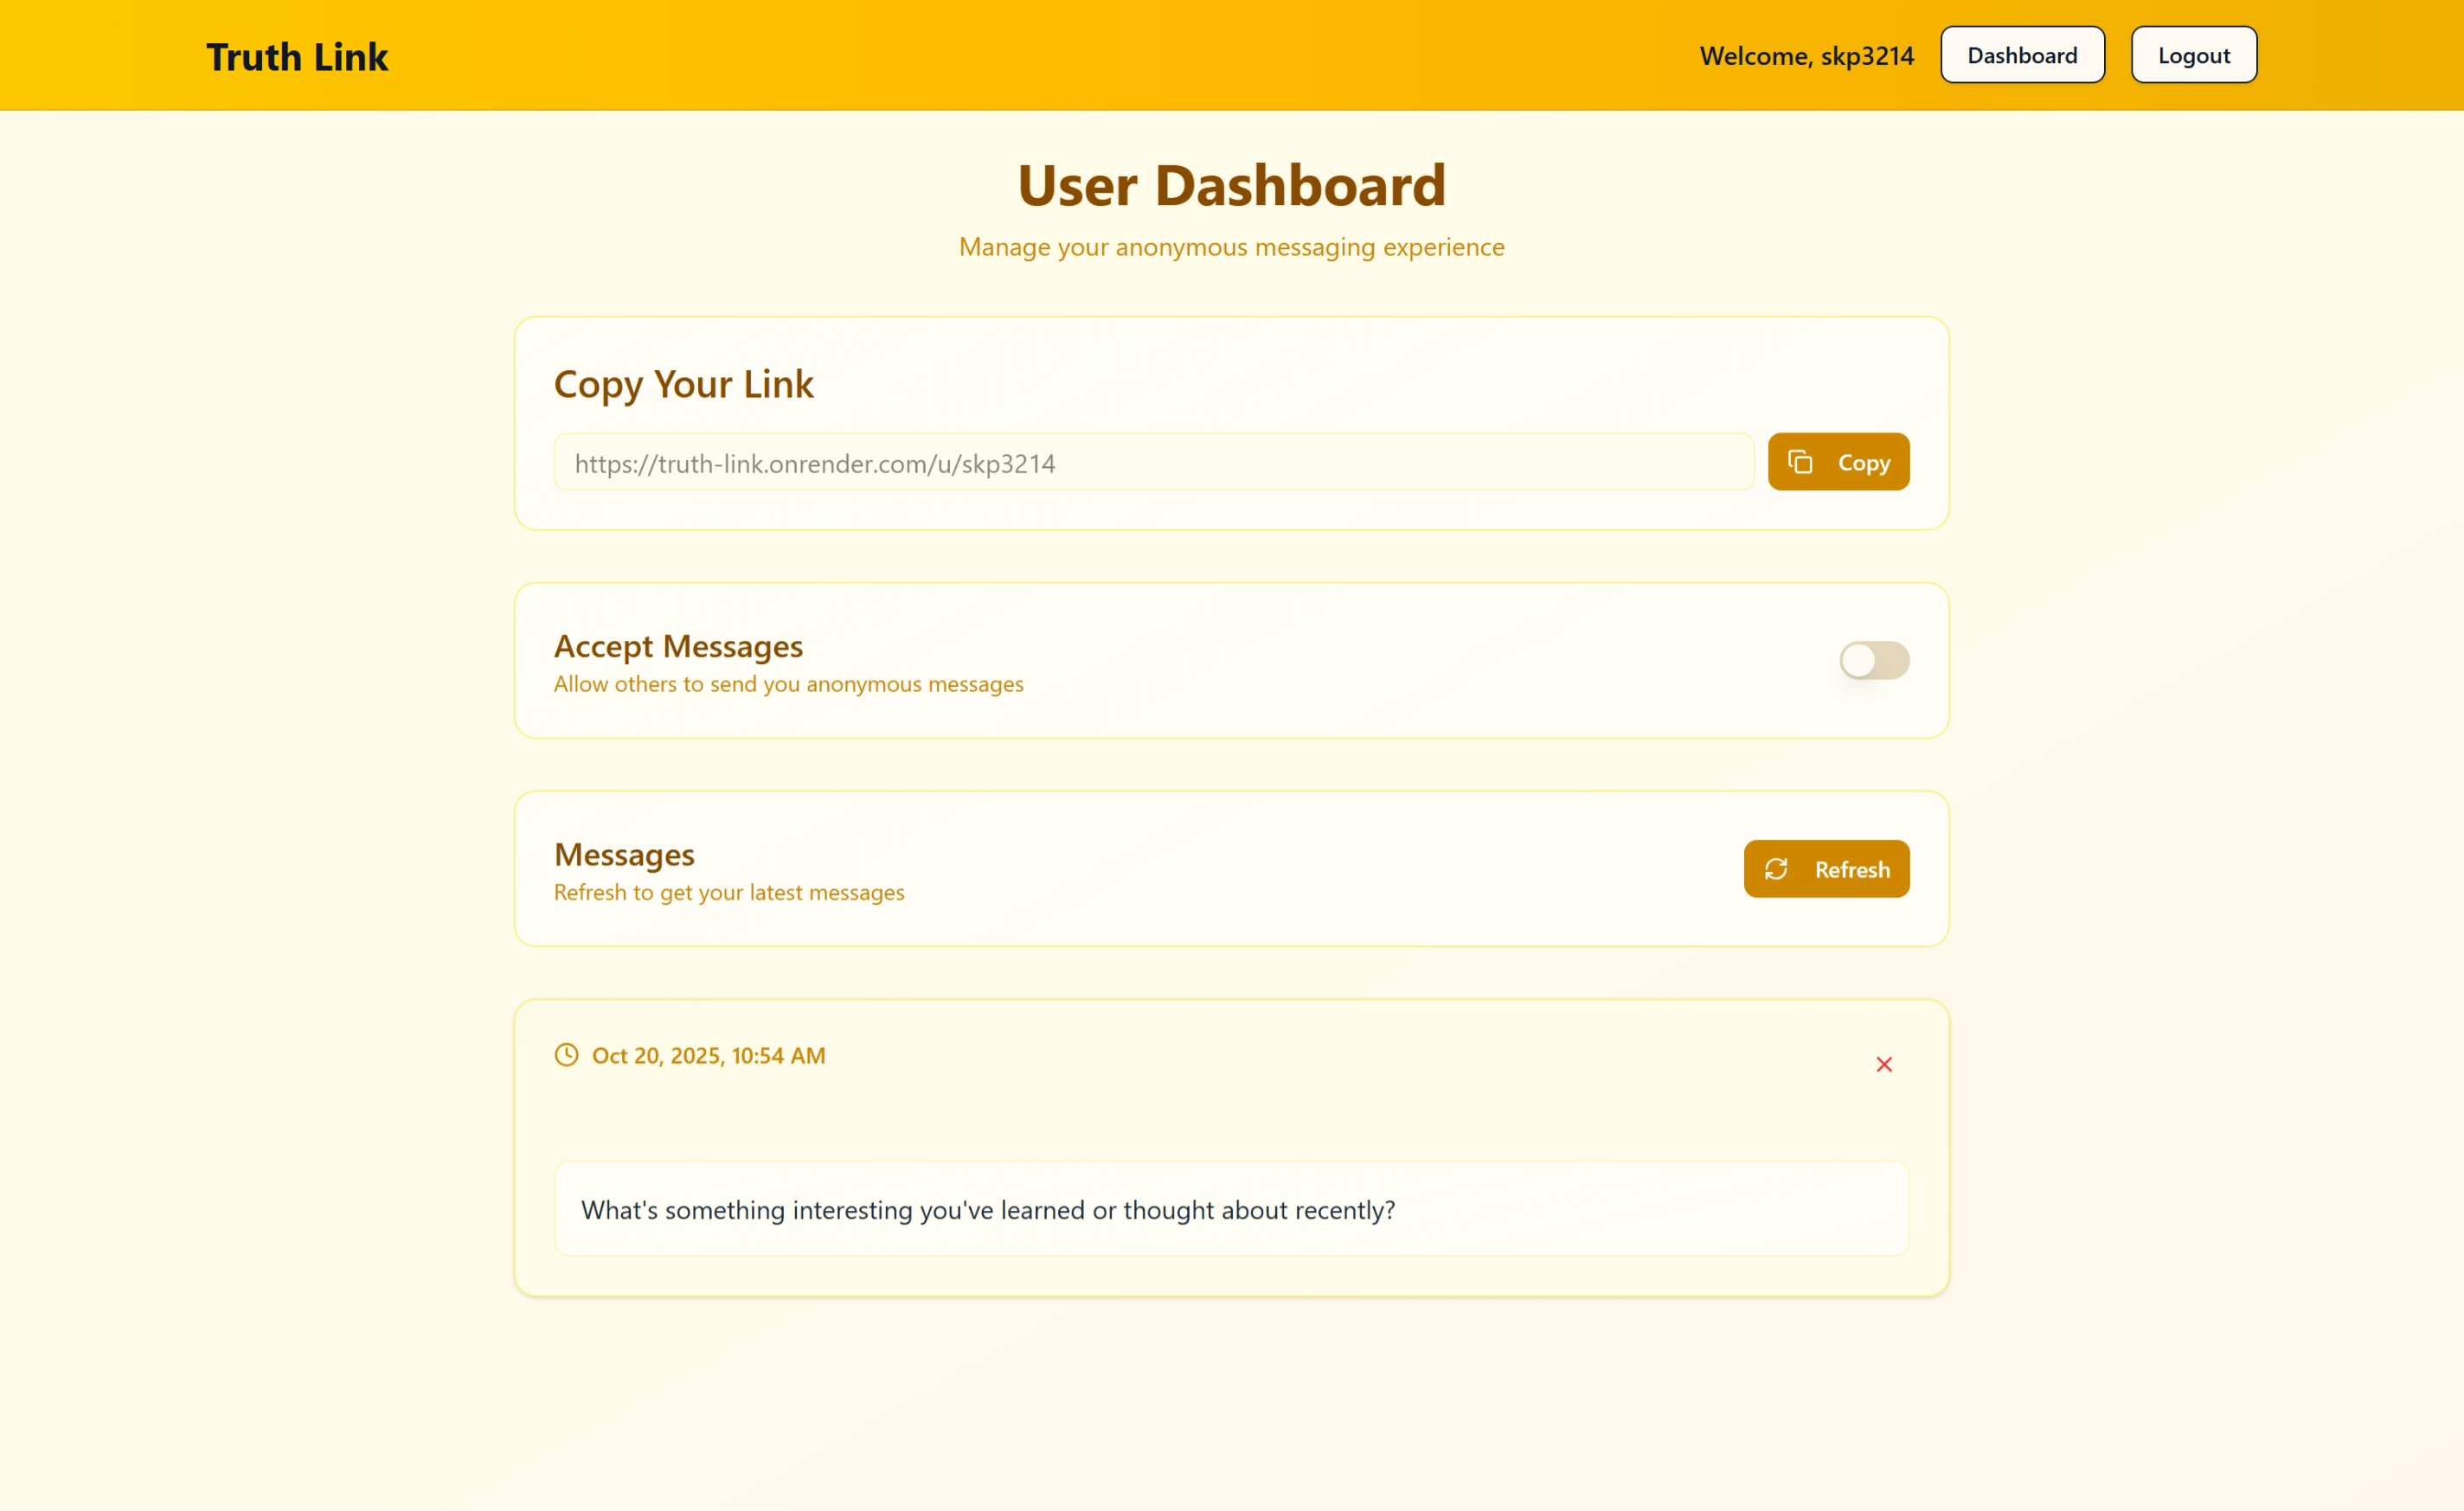 Truth Link
Welcome, skp3214
Dashboard
Logout
User Dashboard
Manage your anonymous messaging experience
Copy Your Link
https://truth-link.onrender.com/u/skp3214
Copy
Accept Messages
Allow others to send you anonymous messages
Messages
Refresh to get your latest messages
Refresh
Oct 20, 2025, 10:54 AM
What's something interesting you've learned or thought about recently?